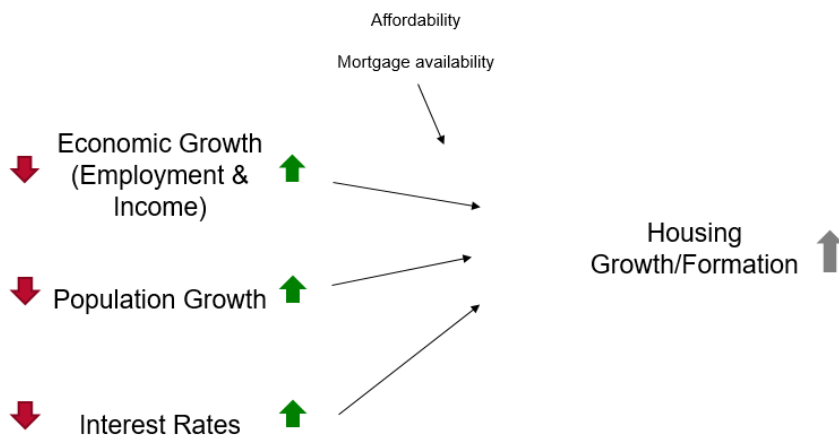 Affordability
Mortgage availability
Economic Growth
(Employment &
Income)
Housing
Growth/Formation
Population Growth
Interest Rates